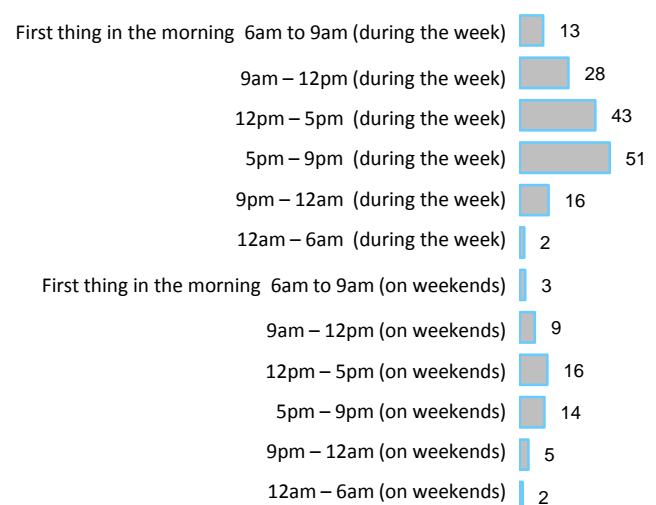 First thing in the morning  6am to 9am (during the week) 13
9am – 12pm (during the week) 28
12pm – 5pm  (during the week) 43
5pm – 9pm (during the week) 51
9pm – 12am  (during the week) 16
12am – 6am  (during the week) 2
First thing in the morning  6am to 9am (on weekends) 3
9am – 12pm (on weekends) 9
12pm – 5pm (on weekends) 16
5pm – 9pm (on weekends) 14
9pm – 12am (on weekends) 5
12am – 6am (on weekends) 2